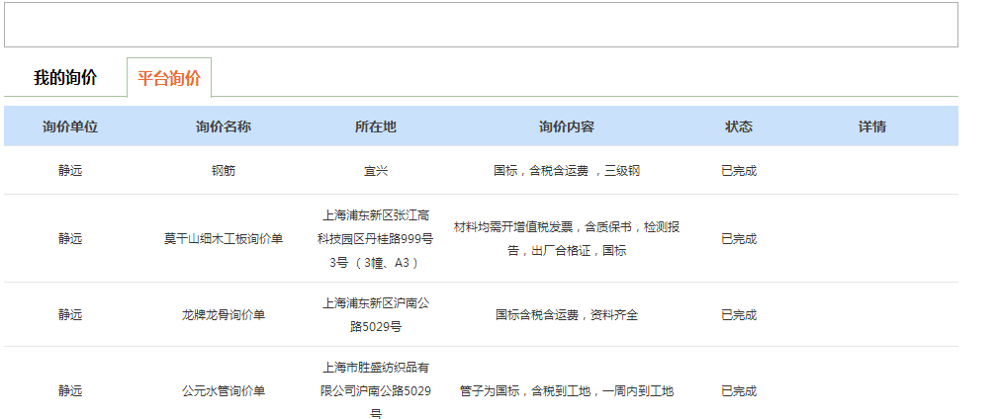 我的询价 平台询价
询价单位 询价名称 所在地 询价内容 状态 详情
静远 钢筋 宜兴 国标，含税含运费 ，三级钢 已完成
上海浦东新区张江高
科技园区丹桂路999号
3号 （3幢、A3 ）
静远 莫干山细木工板询价单
材料均需开增值税发票，含质保书，检测报
告，出厂合格证，国标
已完成
上海浦东新区沪南公
路5029号
静远 龙牌龙骨询价单 国标含税含运费，资料齐全 已完成
上海市胜盛纺织品有
限公司沪南公路5029
号
静远 公元水管询价单 管子为国标，含税到工地，一周内到工地 已完成